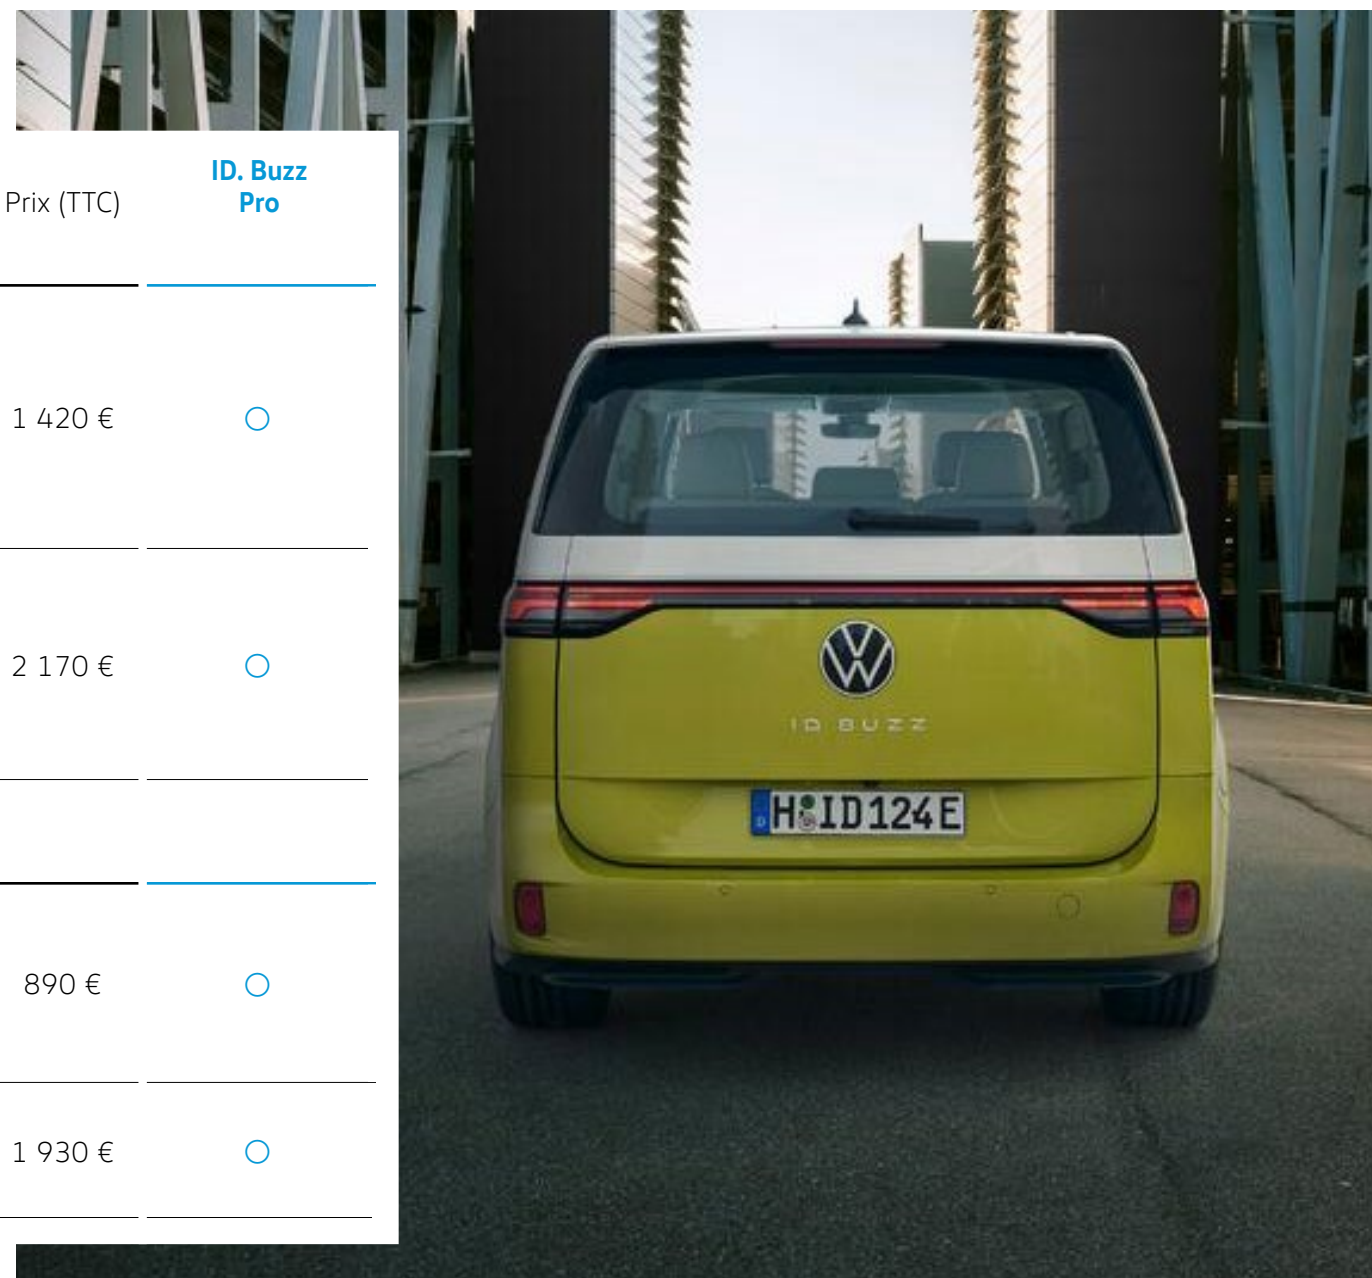 Prix (TTC)
ID. Buzz
Pro
1 420 €
2 170 €
890 €
1 930 €
ID BUZZ
D
H ID 124 E